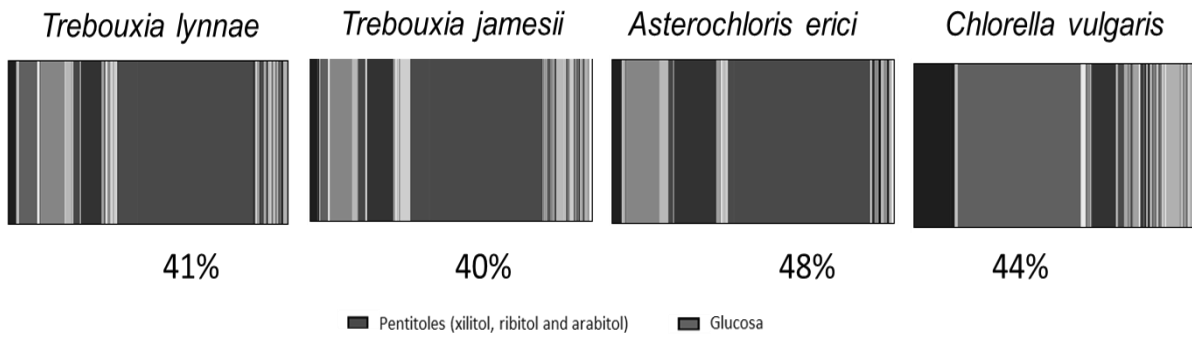 Trebouxia lynnae Trebouxia jamesii Asterochloris erici Chlorella vulgaris
41% 40% 48% 44%
Pentitoles (xilitol, ribitol and arabitol) Glucosa